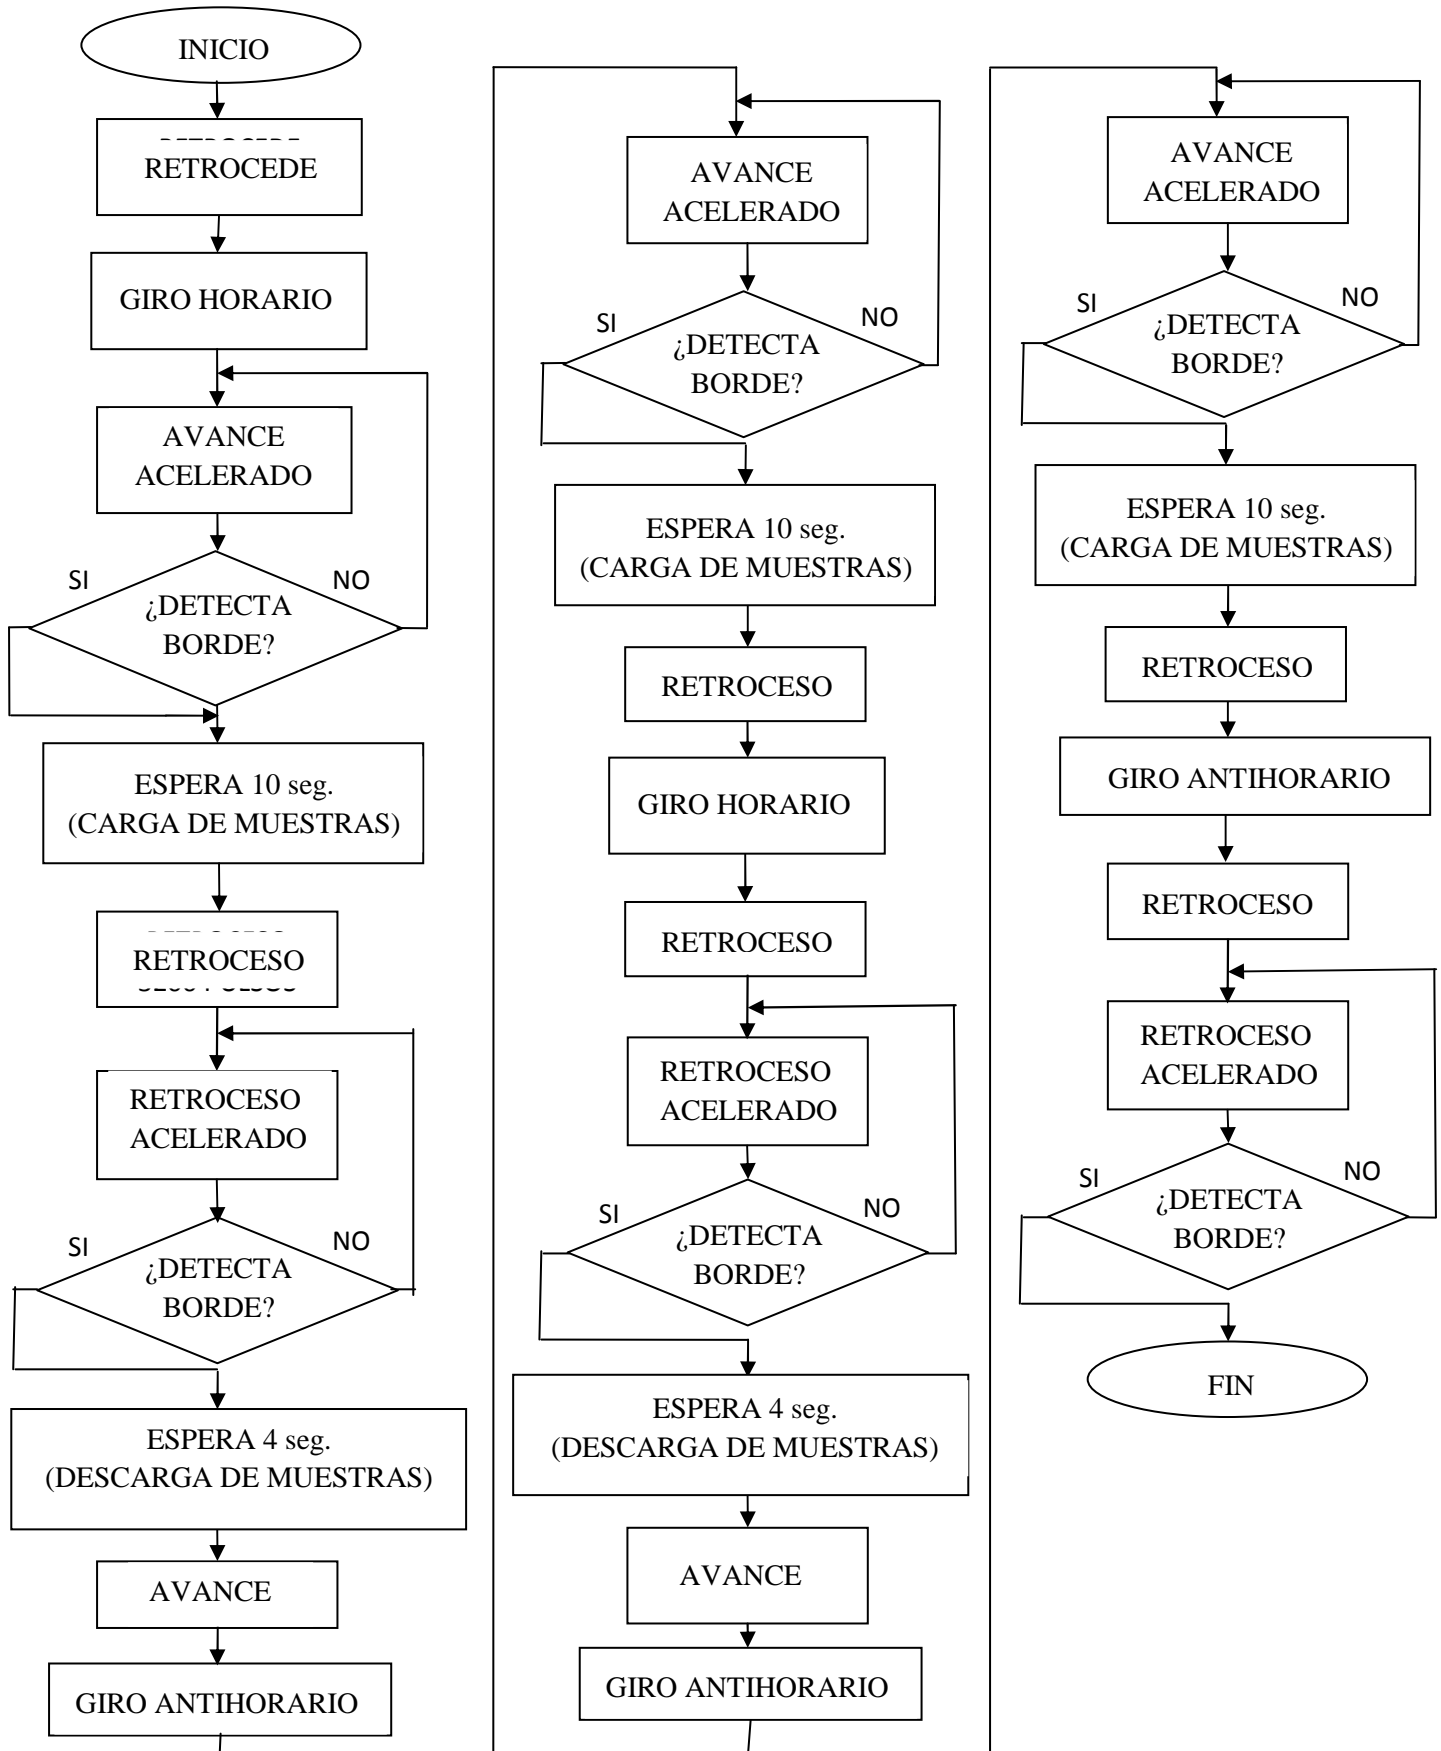 INICIO
RETROCEDE
GIRO HORARIO
AVANCE
ACELERADO
SI
NO
¿DETECTA
BORDE?
ESPERA 10 seg.
(CARGA DE MUESTRAS)
RETROCESO
RETROCESO
ACELERADO
SI
NO
¿DETECTA
BORDE?
ESPERA 4 seg.
(DESCARGA DE MUESTRAS)
AVANCE
GIRO ANTIHORARIO
AVANCE
ACELERADO
SI
NO
¿DETECTA
BORDE?
ESPERA 10 seg.
(CARGA DE MUESTRAS)
RETROCESO
GIRO HORARIO
RETROCESO
RETROCESO
ACELERADO
SI
NO
¿DETECTA
BORDE?
ESPERA 4 seg.
(DESCARGA DE MUESTRAS)
AVANCE
GIRO ANTIHORARIO
AVANCE
ACELERADO
SI
NO
¿DETECTA
BORDE?
ESPERA 10 seg.
(CARGA DE MUESTRAS)
RETROCESO
GIRO ANTIHORARIO
RETROCESO
RETROCESO
ACELERADO
SI
NO
¿DETECTA
BORDE?
FIN